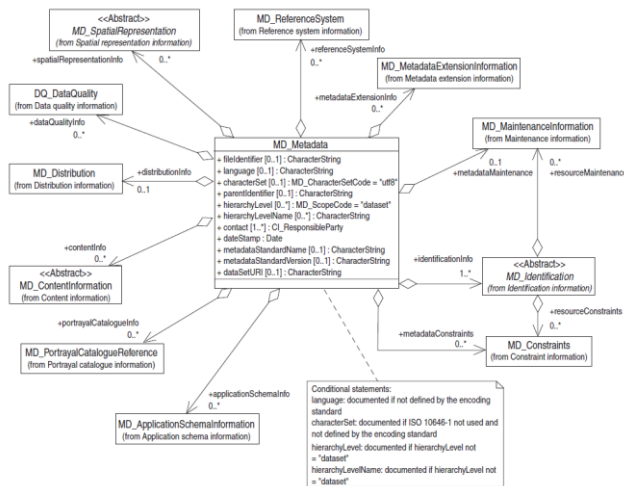 <<Abstract>>
MD_SpatialRepresentation
(from Spatial representation information)
+spatialRepresentationInfo
0..*
MD_ReferenceSystem
(from Reference system information)
+referenceSystemInfo
0..*
MD_MetadataExtensionInformation
(from Metadata extension information)
+metadataExtensionInfo
0..*
DQ_DataQuality
(from Data quality information)
+dataQualityInfo
0..*
MD_Distribution
(from Distribution information)
+distributionInfo
0..1
MD_Metadata
+ fileIdentifier [0..1] : CharacterString
+ language [0..1] : CharacterString
+ characterSet [0..1] : MD_CharacterSetCode = "utf8"
+ parentIdentifier [0..1] : CharacterString
+ hierarchyLevel [0..*] : MD_ScopeCode = "dataset"
+ hierarchyLevelName [0..*] : CharacterString
+ contact [1..*] : CI_ResponsibleParty
+ dateStamp : Date
+ metadataStandardName [0..1] : CharacterString
+ metadataStandardVersion [0..1] : CharacterString
+ dataSetURI [0..1] : CharacterString
MD_MaintenanceInformation
(from Maintenance information)
0..1
+metadataMaintenance
0..*
+resourceMaintenance
+contentInfo
0..*
<<Abstract>>
MD_ContentInformation
(from Content information)
+identificationInfo
1..*
<<Abstract>>
MD_Identification
(from Identification information)
+resourceConstraints
0..*
+metadataConstraints
0..*
MD_Constraints
(from Constraint information)
+portrayalCatalogueInfo
0..*
MD_PortrayalCatalogueReference
(from Portrayal catalogue information)
+applicationSchemaInfo
0..*
MD_ApplicationSchemaInformation
(from Application schema information)
Conditional statements:
language: documented if not defined by the encoding
standard
characterSet: documented if ISO 10646-1 not used and
not defined by the encoding standard
hierarchyLevel: documented if hierarchyLevel not
= "dataset"
hierarchyLevelName: documented if hierarchyLevel not
= "dataset"